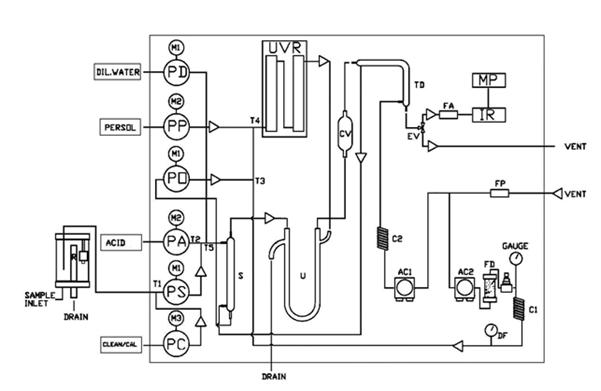 UVR
M1
DIL.WATER
PD
M2
PERSOL
PP
T4
M1
PO
T3
M2
ACID
PA
T2
T5
M1
T1
PS
M3
CLEAN/CAL
PC
R
SAMPLE
INLET
DRAIN
S
U
CV
TD
EV
FA
MP
IR
VENT
FP
VENT
C2
AC1
AC2
FD
GAUGE
R
C1
DF
DRAIN